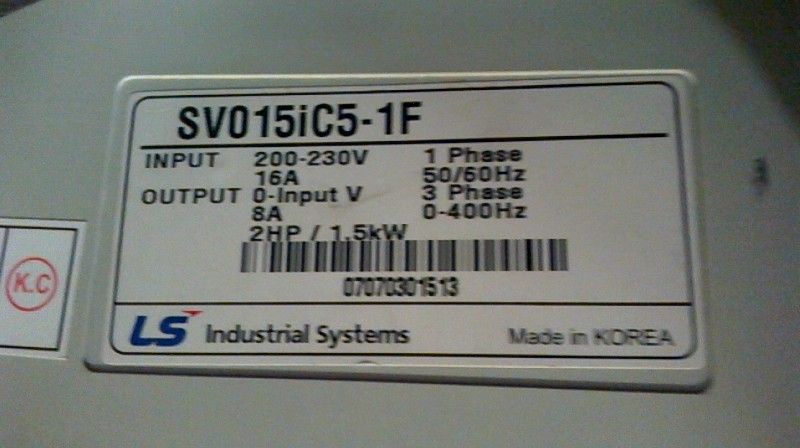 SV015iC5-1F
INPUT 200-230V 1 Phase
16A 50/60Hz
OUTPUT 0-Input V 3 Phase
8A 0-400Hz
2HP / 1.5kW
07070301513
LS Industrial Systems Made in KOREA
K.C